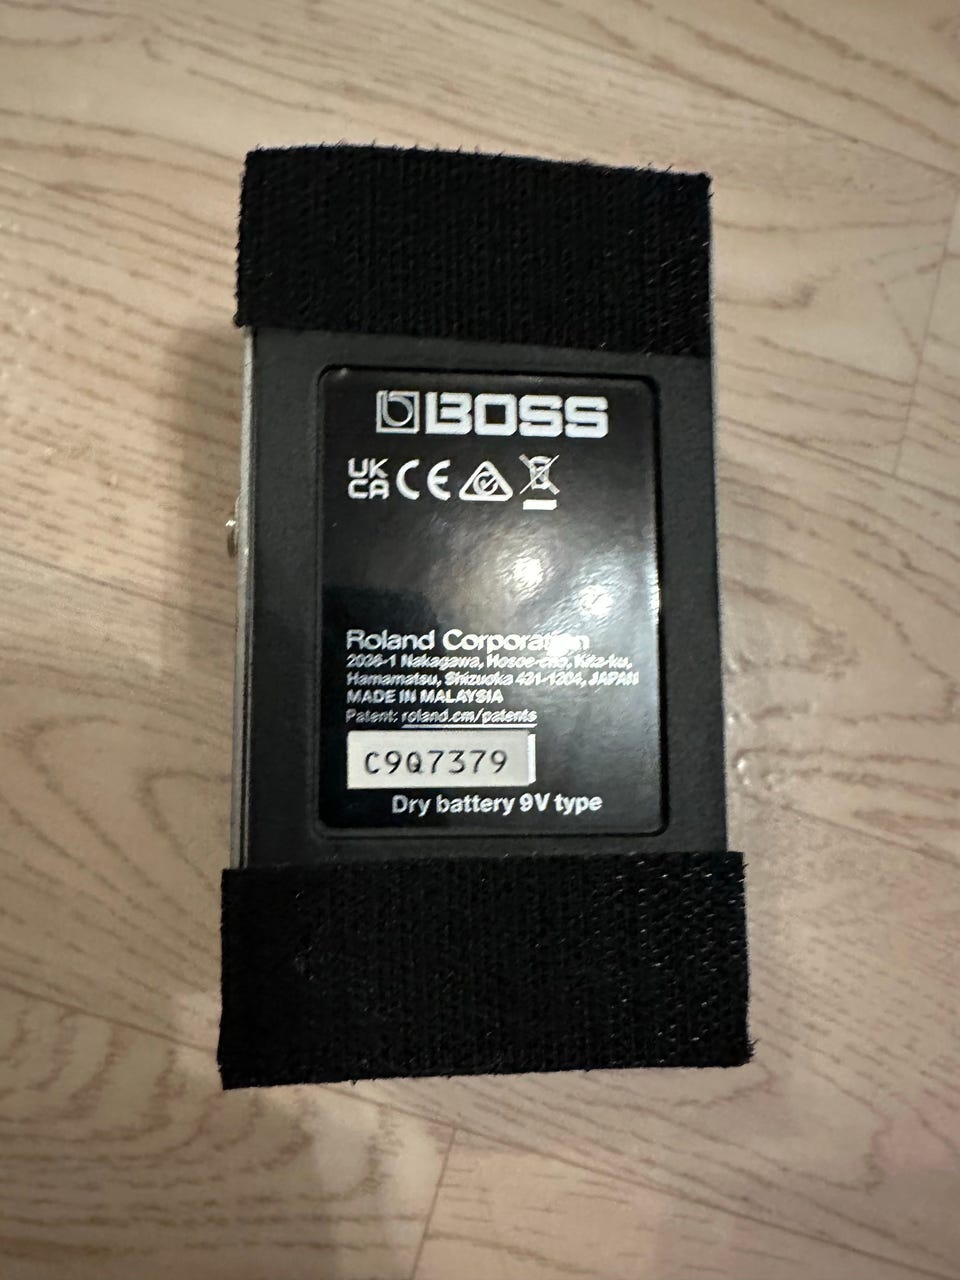 BOSS
UK
CA CE
Roland Corporation
2036-1 Nakagawa, Hosoe-cho, Kita-ku,
Hamamatsu, Shizuoka 431-1304, JAPAN
MADE IN MALAYSIA
Patent: roland.cm/patents
C9Q7379
Dry battery 9V type